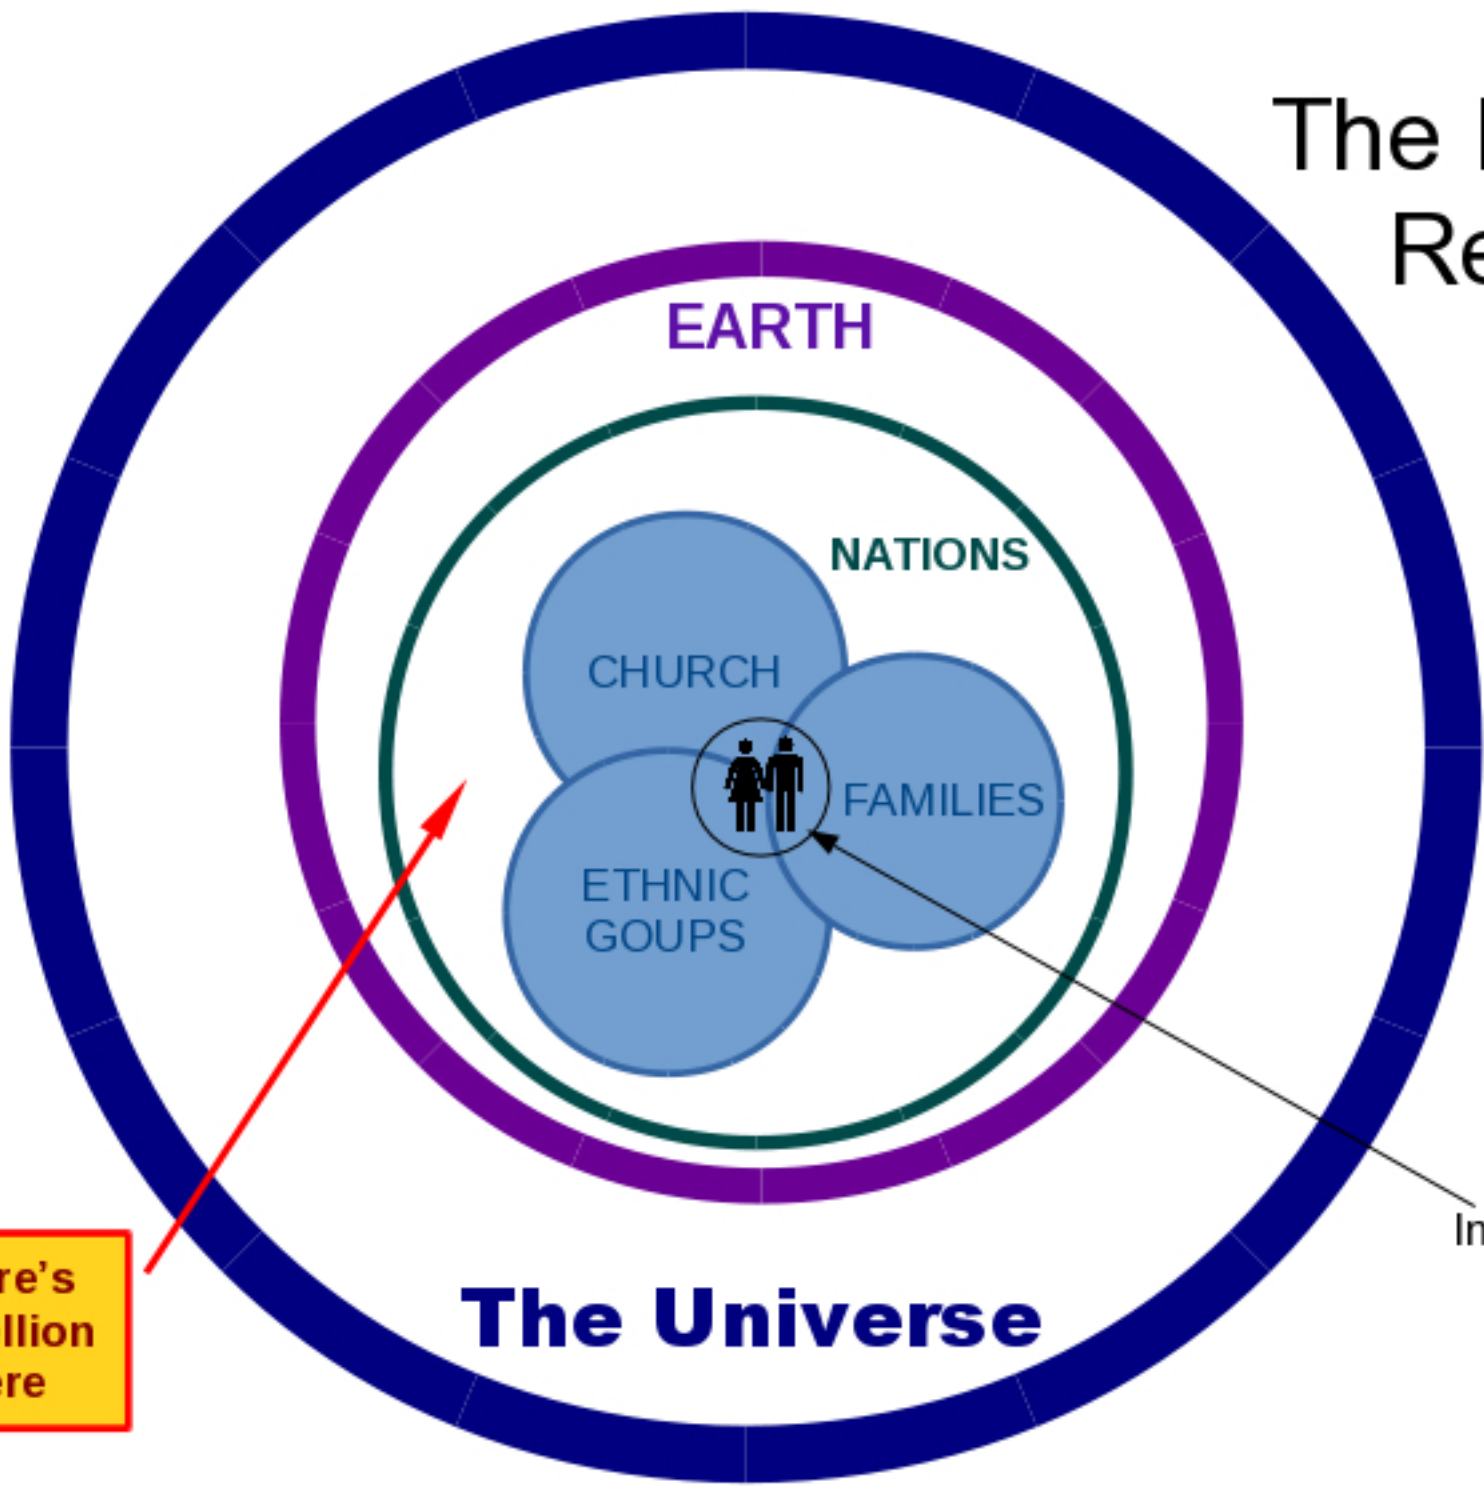 The
Re
EARTH
NATIONS
CHURCH
FAMILIES
ETHNIC
GOUPS
In
The Universe
re's
llion
ere